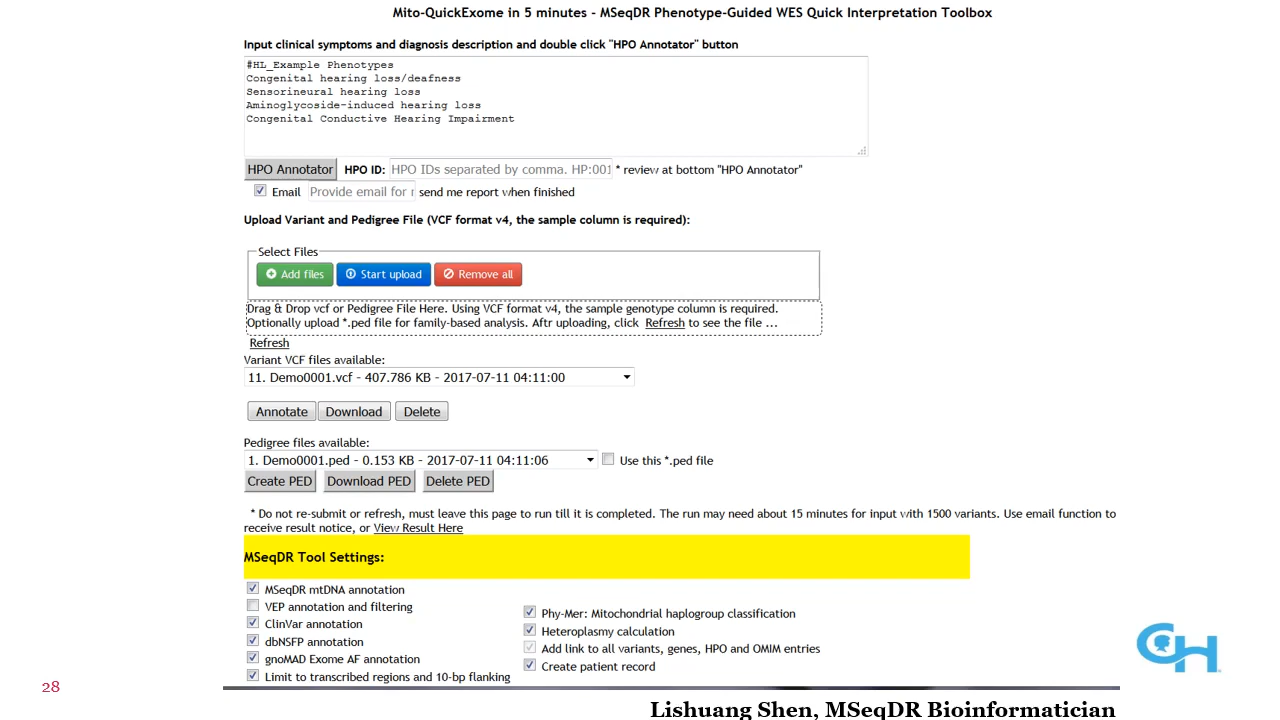 Mito-QuickExome in 5 minutes - MSeqDR Phenotype-Guided WES Quick Interpretation Toolbox
Input clinical symptoms and diagnosis description and double click "HPO Annotator" button
#HL_Example Phenotypes
Congenital hearing loss/deafness
Sensorineural hearing loss
Aminoglycoside-induced hearing loss
Congenital Conductive Hearing Impairment
HPO Annotator HPO ID: HPO IDs separated by comma. HP:001 * review at bottom "HPO Annotator"
Email Provide email for r send me report when finished
Upload Variant and Pedigree File (VCF format v4, the sample column is required):
Select Files
Add files Start upload Remove all
Drag & Drop vcf or Pedigree File Here. Using VCF format v4, the sample genotype column is required.
Optionally upload *.ped file for family-based analysis. Aftr uploading, click Refresh to see the file ...
Refresh
Variant VCF files available:
11. Demo0001.vcf - 407.786 KB - 2017-07-11 04:11:00
Annotate Download Delete
Pedigree files available:
1. Demo0001.ped - 0.153 KB - 2017-07-11 04:11:06 Use this *.ped file
Create PED Download PED Delete PED
* Do not re-submit or refresh, must leave this page to run till it is completed. The run may need about 15 minutes for input with 1500 variants. Use email function to
receive result notice, or View Result Here
MSeqDR Tool Settings:
MSeqDR mtDNA annotation
VEP annotation and filtering
ClinVar annotation
dbNSFP annotation
gnoMAD Exome AF annotation
Limit to transcribed regions and 10-bp flanking
Phy-Mer: Mitochondrial haplogroup classification
Heteroplasmy calculation
Add link to all variants, genes, HPO and OMIM entries
Create patient record
CH
28
Lishuang Shen, MSeqDR Bioinformatician